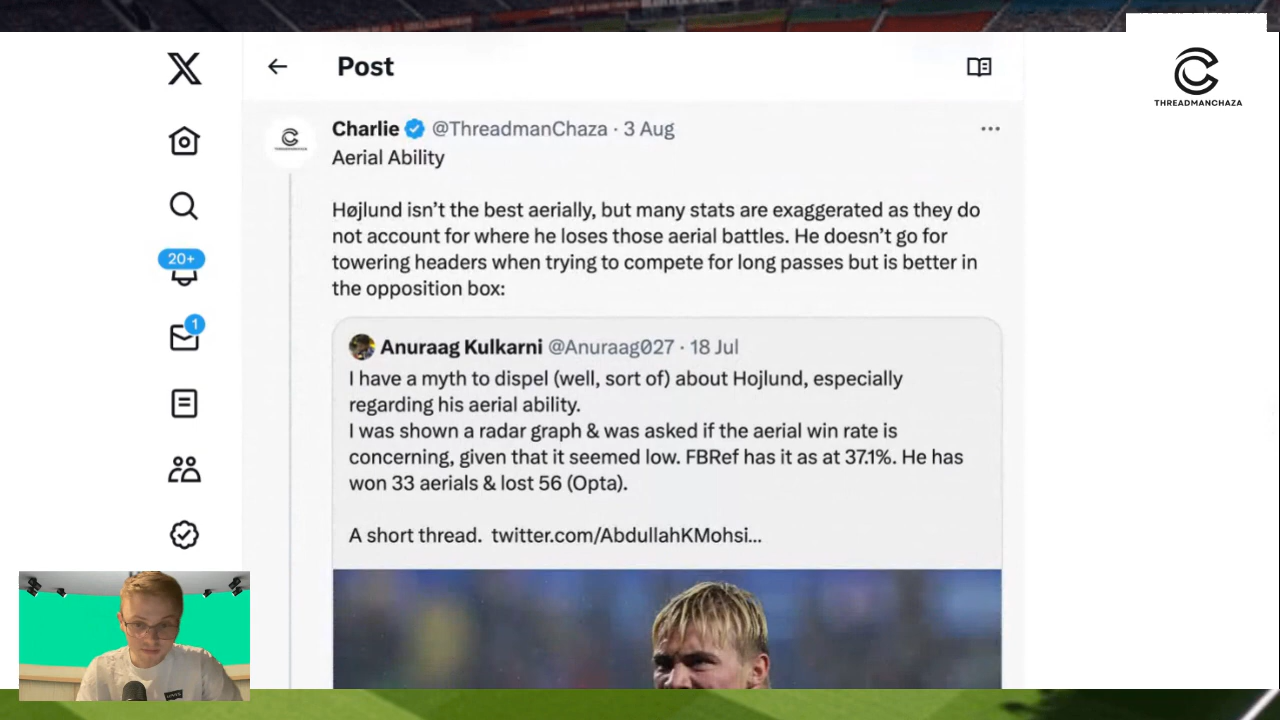 Post
THREADMANCHAZA
Charlie @ThreadmanChaza · 3 Aug
Aerial Ability
Højlund isn't the best aerially, but many stats are exaggerated as they do
not account for where he loses those aerial battles. He doesn't go for
towering headers when trying to compete for long passes but is better in
the opposition box:
20+
1
Anuraag Kulkarni @Anuraag027 · 18 Jul
I have a myth to dispel (well, sort of) about Hojlund, especially
regarding his aerial ability.
I was shown a radar graph & was asked if the aerial win rate is
concerning, given that it seemed low. FBRef has it as at 37.1%. He has
won 33 aerials & lost 56 (Opta).
A short thread. twitter.com/AbdullahKMohsi...